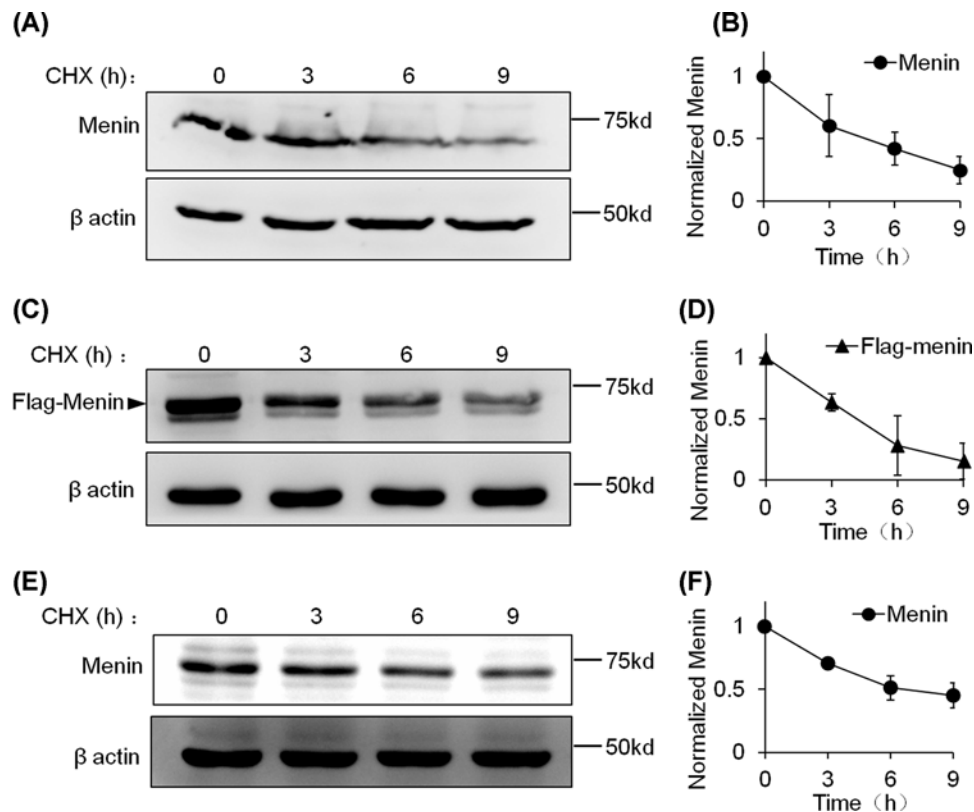 (A)
CHX (h)： 0 3 6 9
Menin
75kd
β actin
50kd
(B)
Menin
Normalized Menin
1
0.5
0
0 3 6 9
Time（h）
(C)
CHX (h)： 0 3 6 9
Flag-Menin
75kd
β actin
50kd
(D)
Flag-menin
Normalized Menin
1
0.5
0
0 3 6 9
Time（h）
(E)
CHX (h)： 0 3 6 9
Menin
75kd
β actin
50kd
(F)
Menin
Normalized Menin
1
0.5
0
0 3 6 9
Time（h）